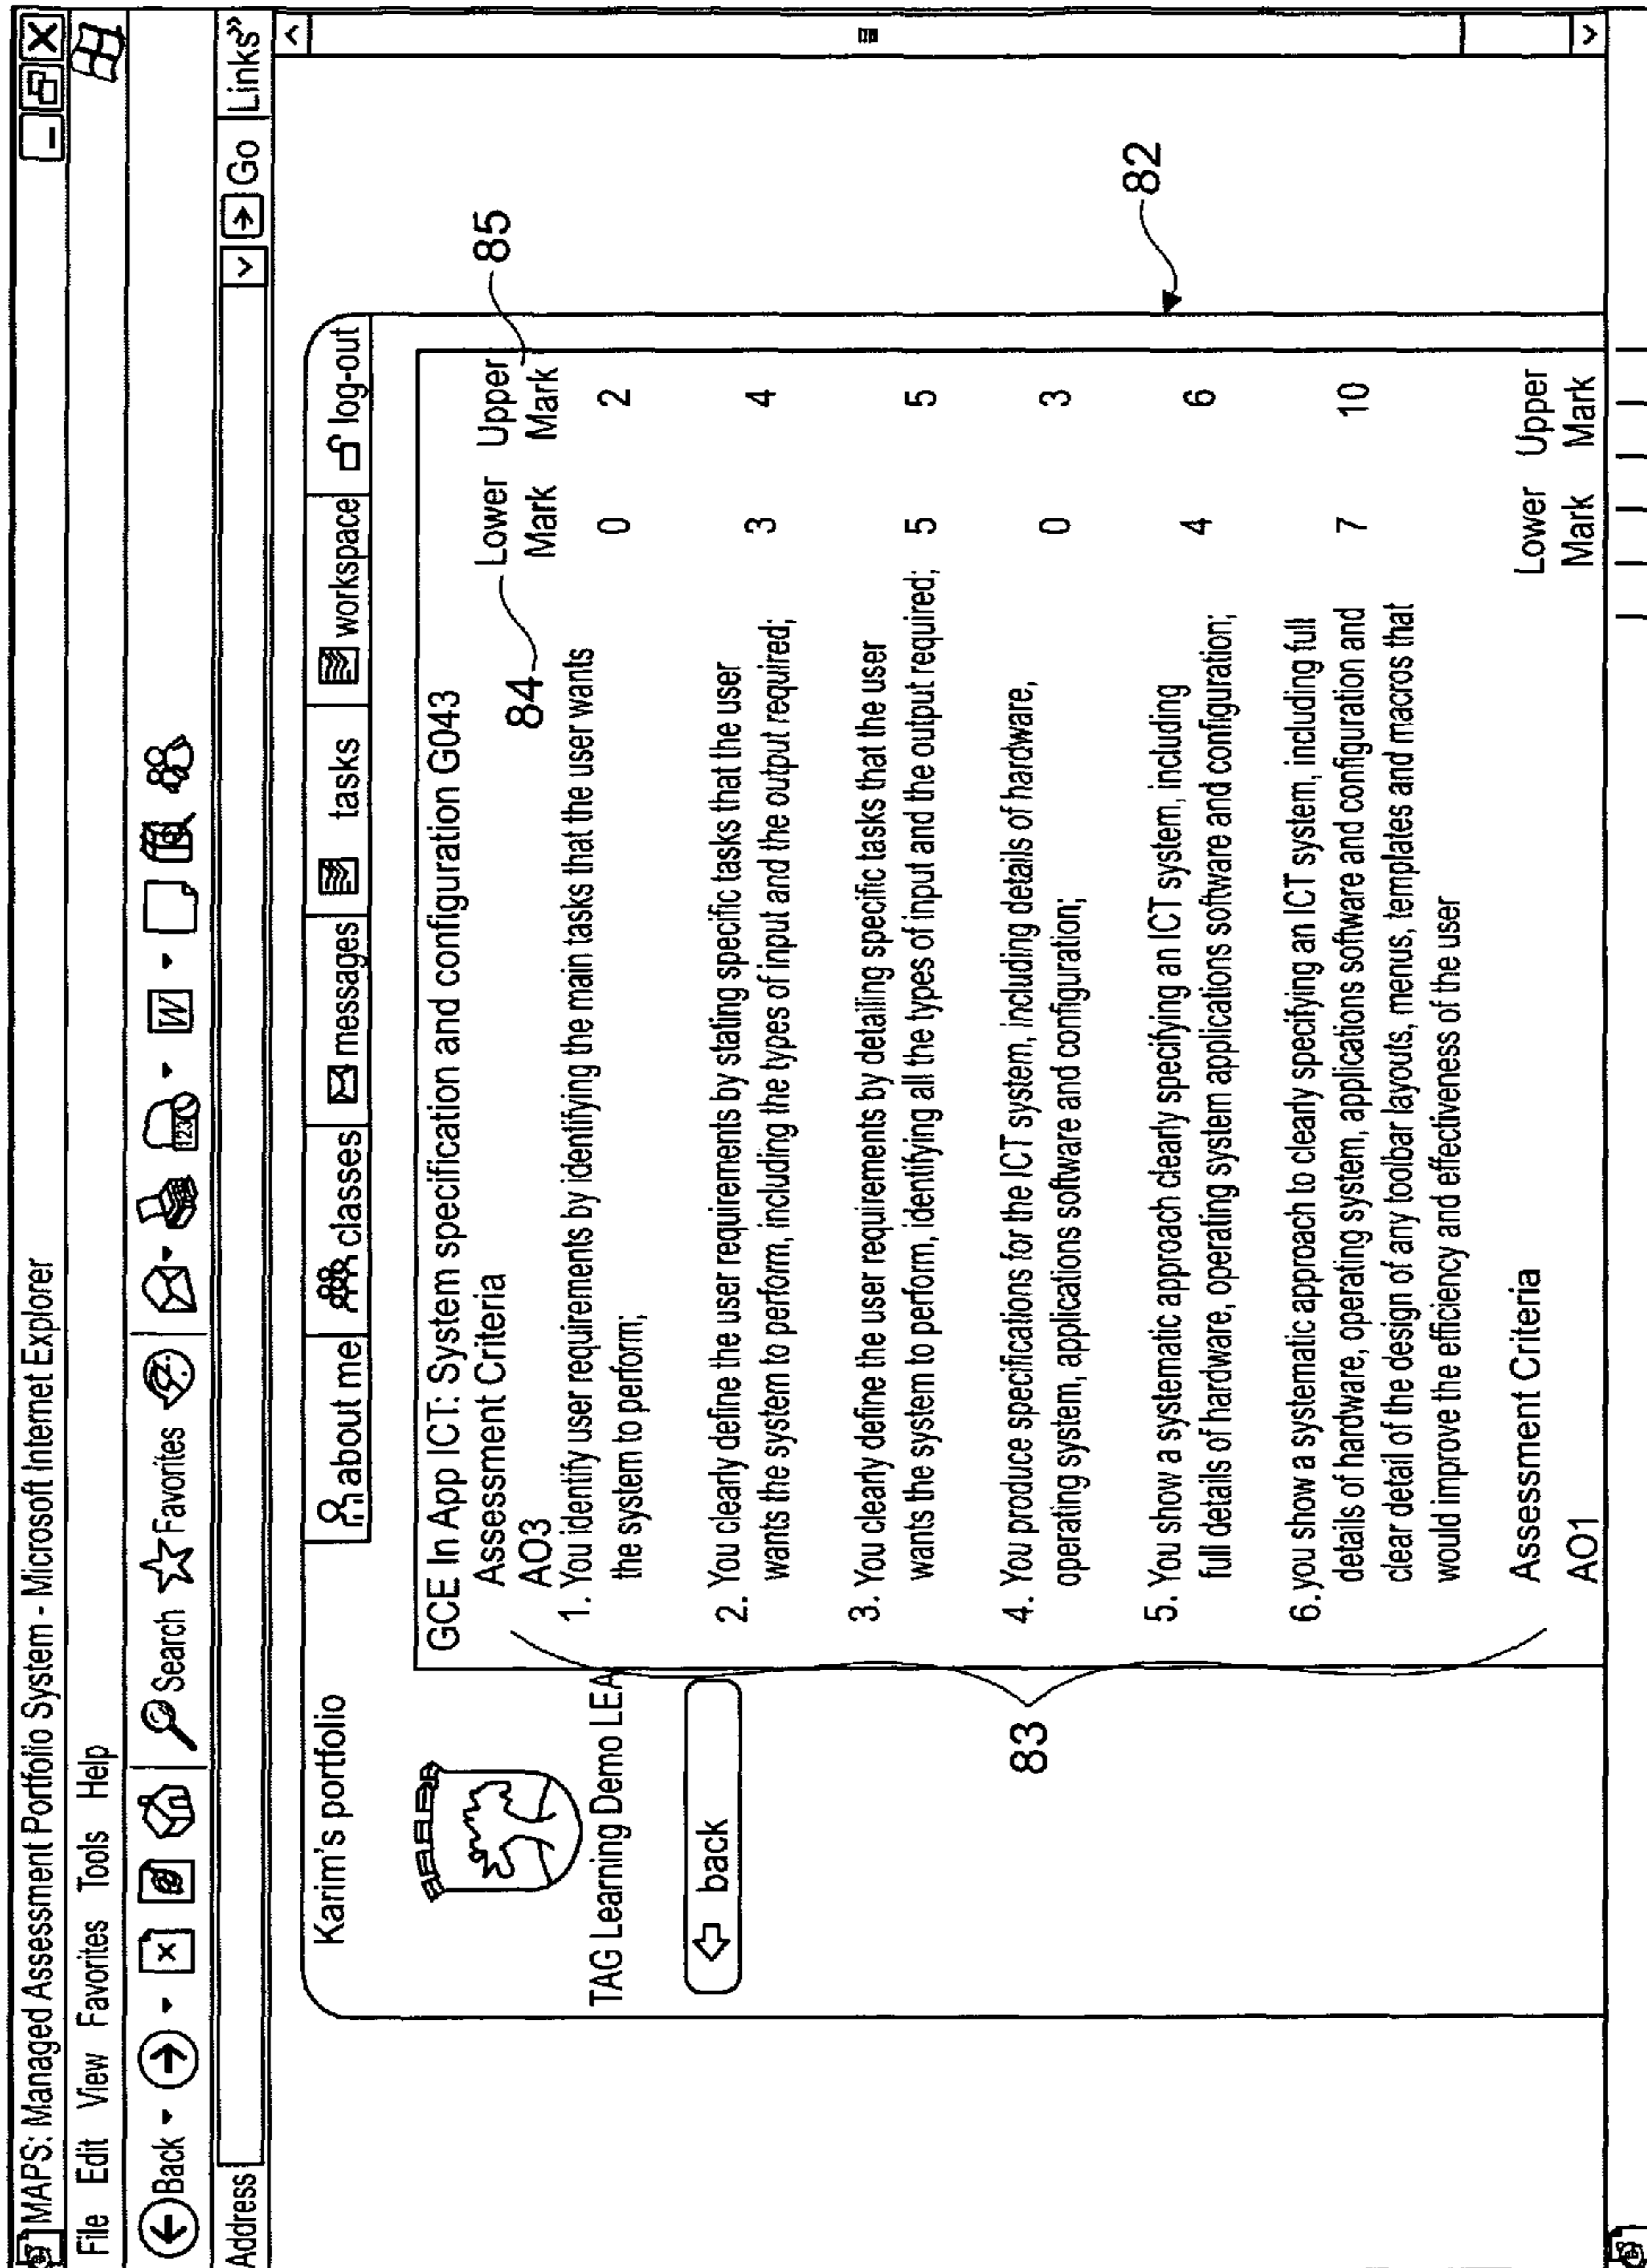 MAPS: Managed Assessment Portfolio System - Microsoft Internet Explorer
File Edit View Favorites Tools Help
Back Search Favorites 123 W
Address Go Links»
Karim's portfolio
about me classes messages tasks workspace log-out
TAG Learning Demo LEA
back
GCE In App ICT: System specification and configuration G043
Assessment Criteria 84 Lower Mark Upper Mark 85
AO3
1. You identify user requirements by identifying the main tasks that the user wants 0 2
the system to perform;
2. You clearly define the user requirements by stating specific tasks that the user
wants the system to perform, including the types of input and the output required; 3 4
3. You clearly define the user requirements by detailing specific tasks that the user
wants the system to perform, identifying all the types of input and the output required; 5 5
83
4. You produce specifications for the ICT system, including details of hardware,
operating system, applications software and configuration; 0 3
82
5. You show a systematic approach clearly specifying an ICT system, including
full details of hardware, operating system applications software and configuration; 4 6
6. you show a systematic approach to clearly specifying an ICT system, including full
details of hardware, operating system, applications software and configuration and 7 10
clear detail of the design of any toolbar layouts, menus, templates and macros that
would improve the efficiency and effectiveness of the user
Assessment Criteria Lower Mark Upper Mark
AO1